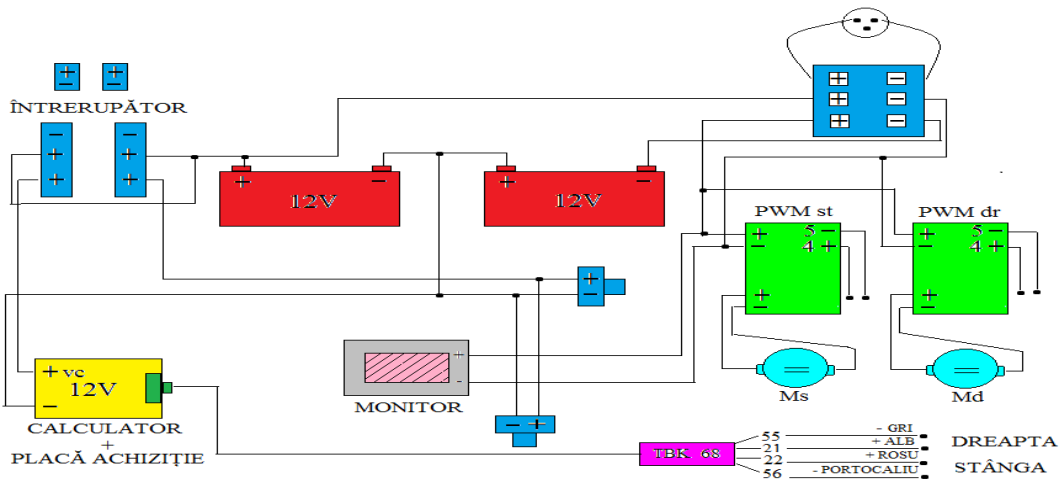 ÎNTRERUPĂTOR
+
-
+
-
-
+
+
-
+
+
+
-
12V
+
-
12V
+ -
+ -
+ -
PWM st
+
-
5 -
4 +
+
-
PWM dr
+
-
5 -
4 +
+
-
+
-
Ms
Md
+ vc
12V
-
CALCULATOR
+
PLACĂ ACHIZIȚIE
+
-
MONITOR
- +
TBK 68
55 - GRI
21 + ALB
22 + ROSU
56 - PORTOCALIU
DREAPTA
STÂNGA